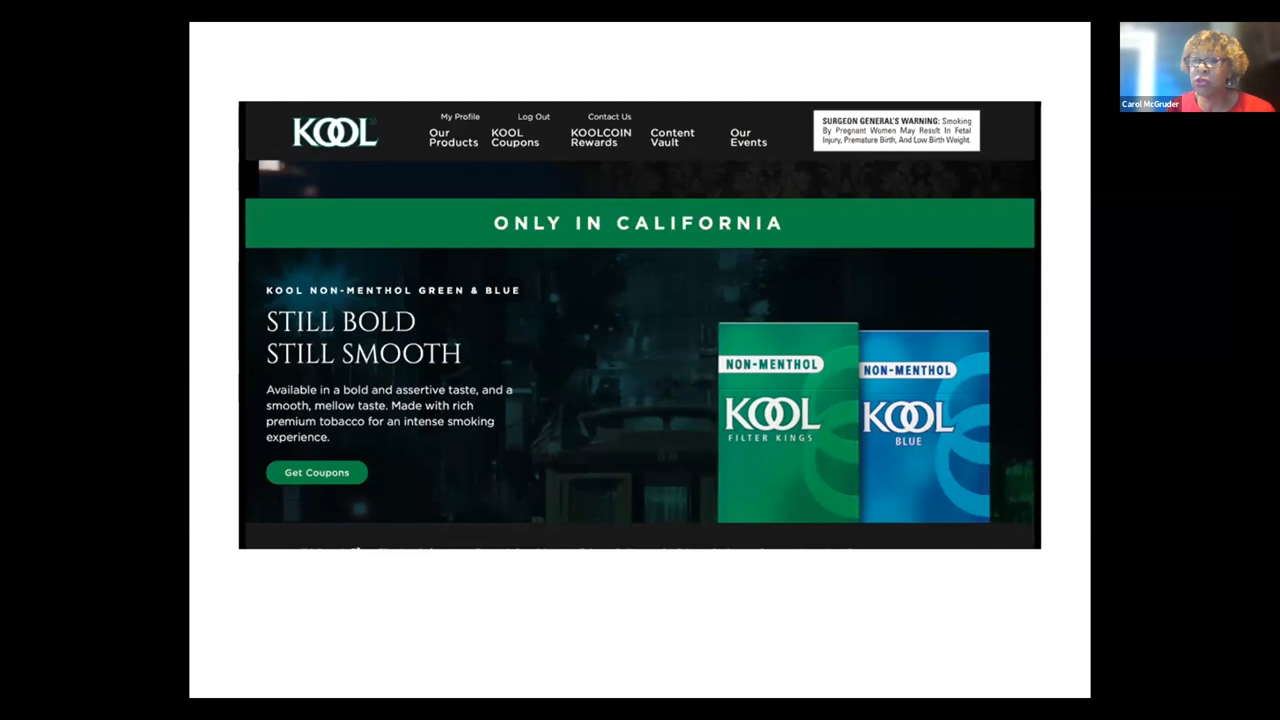 Carol McGruder
My Profile Log Out Contact Us
KOOL
Our Products
KOOL Coupons
KOOLCOIN Rewards
Content Vault
Our Events
SURGEON GENERAL'S WARNING: Smoking
By Pregnant Women May Result In Fetal
Injury, Premature Birth, And Low Birth Weight.
ONLY IN CALIFORNIA
KOOL NON-MENTHOL GREEN & BLUE
STILL BOLD
STILL SMOOTH
Available in a bold and assertive taste, and a
smooth, mellow taste. Made with rich
premium tobacco for an intense smoking
experience.
Get Coupons
NON-MENTHOL
KOOL
FILTER KINGS
NON-MENTHOL
KOOL
BLUE